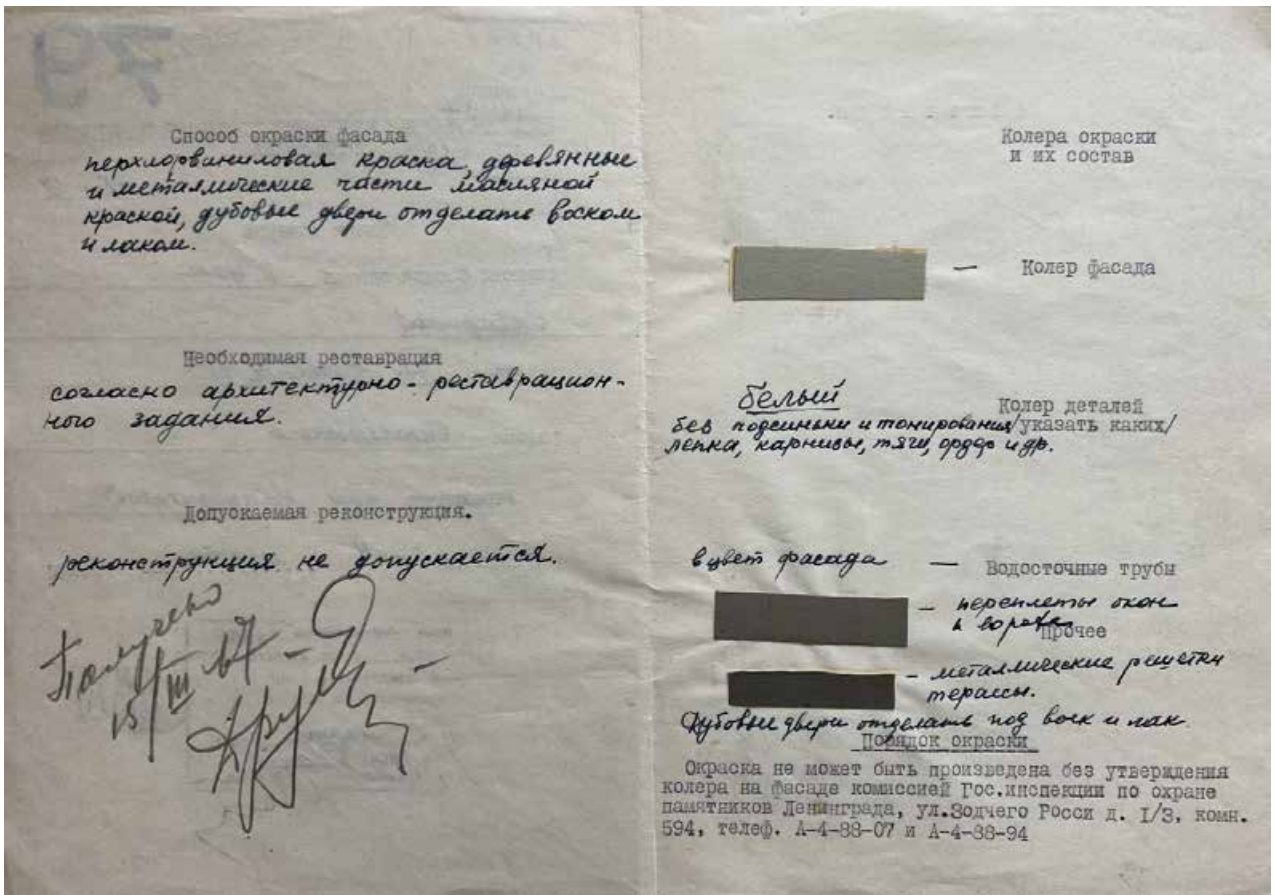 Способ окраски фасада
перхлорваниловая краска, деревянные
и металлические части масляной
краской, дубовые двери отделать воском
и лаком.
Необходимая реставрация
согласно архитектурно-реставрацион-
ного задания.
Допускаемая реконструкция.
реконструкция не допускается.
Получено
15/III 67 -
Колера окраски
и их состав
— Колер фасада
белый
Колер деталей
без подсиньки и тонирования /указать каких/
лепка, карнизы, тяги, ордер и др.
в цвет фасада — Водосточные трубы
— переплеты окон
и ворота
Прочее
- металлические решетки
терассы.
Дубовые двери отделать под воск и лак.
Порядок окраски
Окраска не может быть произведена без утверждения
колера на фасаде комиссией Гос.инспекции по охране
памятников Ленинграда, ул.Зодчего Росси д. I/3, комн.
594, телеф. А-4-88-07 и А-4-88-94